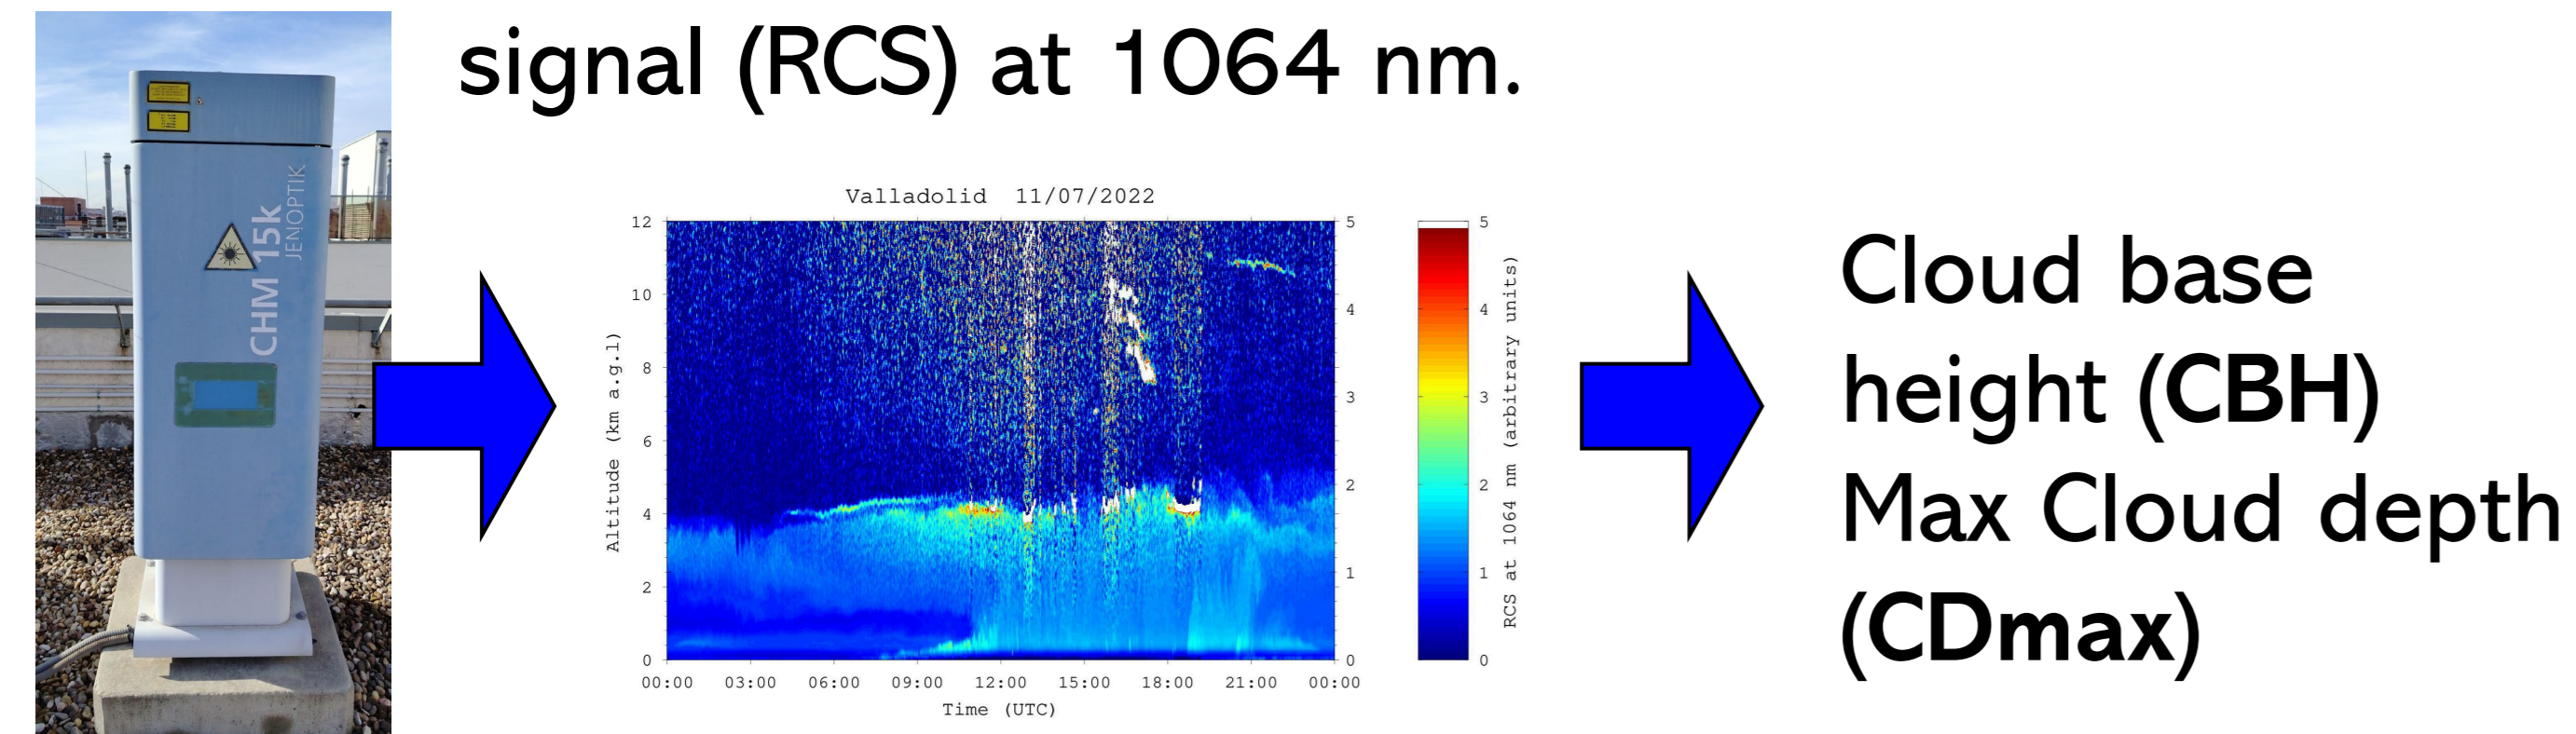 signal (RCS) at 1064 nm.
CHM 15k
JENOPTIK
Valladolid 11/07/2022
12
10
8
6
4
2
0
Altitude (km a.g.l)
00:00 03:00 06:00 09:00 12:00 15:00 18:00 21:00 00:00
Time (UTC)
5
4
3
2
1
0
5
4
3
2
1
0
RCS at 1064 nm (arbitrary units)
Cloud base
height (CBH)
Max Cloud depth
(CDmax)